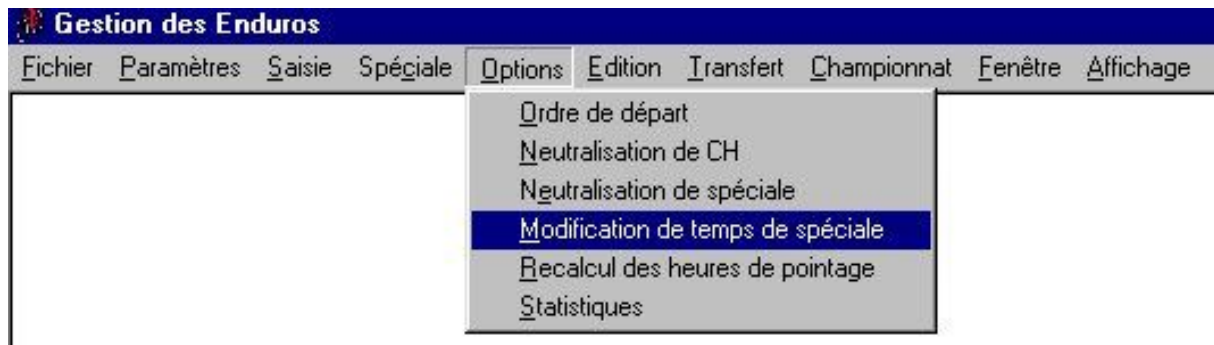 Gestion des Enduros
Fichier Paramètres Saisie Spéciale Options Edition Transfert Championnat Fenêtre Affichage
Ordre de départ
Neutralisation de CH
Neutralisation de spéciale
Modification de temps de spéciale
Recalcul des heures de pointage
Statistiques